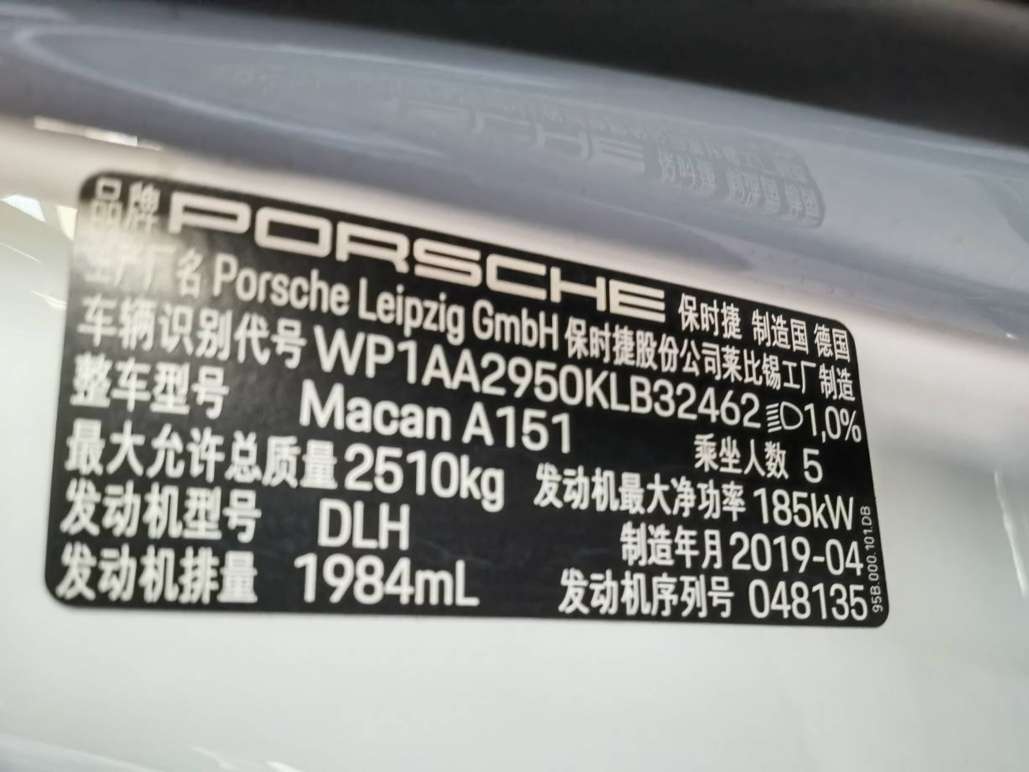 品牌 PORSCHE 保时捷 制造国 德国
生产厂名 Porsche Leipzig GmbH 保时捷股份公司莱比锡工厂制造
车辆识别代号 WP1AA2950KLB32462 1,0%
整车型号 Macan A151 乘坐人数 5
最大允许总质量 2510kg 发动机最大净功率 185kW
发动机型号 DLH 制造年月 2019-04
发动机排量 1984mL 发动机序列号 048135
95B.000.101.DB